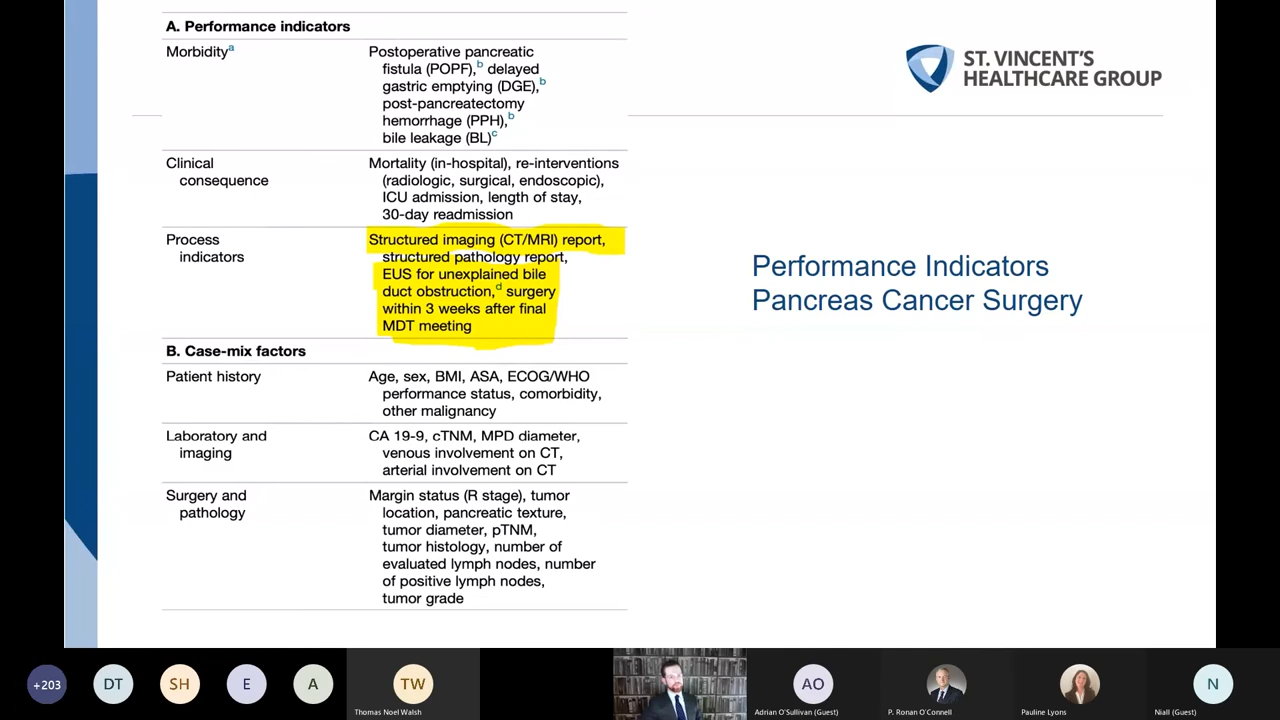 A. Performance indicators
Morbidityᵃ
Postoperative pancreatic
fistula (POPF),ᵇ delayed
gastric emptying (DGE),ᵇ
post-pancreatectomy
hemorrhage (PPH),ᵇ
bile leakage (BL)ᶜ
Clinical
consequence
Mortality (in-hospital), re-interventions
(radiologic, surgical, endoscopic),
ICU admission, length of stay,
30-day readmission
Process
indicators
Structured imaging (CT/MRI) report,
structured pathology report,
EUS for unexplained bile
duct obstruction,ᵈ surgery
within 3 weeks after final
MDT meeting
B. Case-mix factors
Patient history
Age, sex, BMI, ASA, ECOG/WHO
performance status, comorbidity,
other malignancy
Laboratory and
imaging
CA 19-9, cTNM, MPD diameter,
venous involvement on CT,
arterial involvement on CT
Surgery and
pathology
Margin status (R stage), tumor
location, pancreatic texture,
tumor diameter, pTNM,
tumor histology, number of
evaluated lymph nodes, number
of positive lymph nodes,
tumor grade
ST. VINCENT'S
HEALTHCARE GROUP
Performance Indicators
Pancreas Cancer Surgery
+203
DT
SH
E
A
TW
Thomas Noel Walsh
AO
Adrian O'Sullivan (Guest)
P. Ronan O'Connell
Pauline Lyons
N
Niall (Guest)